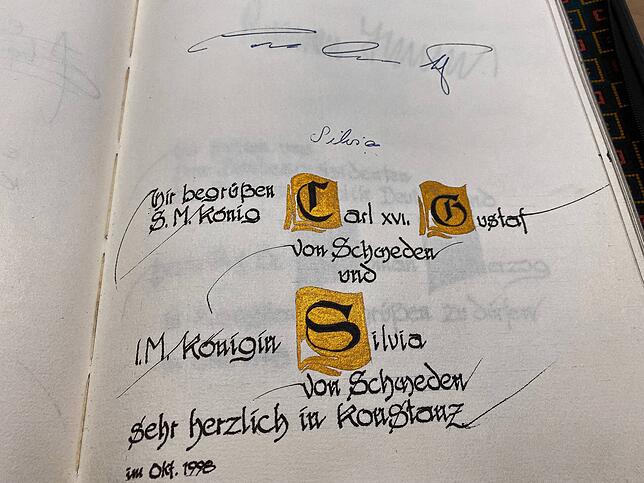 Silvia
Wir begrüßen
S.M. König Carl XVI. Gustaf
von Schweden
und
I.M. Königin Silvia
von Schweden
sehr herzlich in Konstanz
im Okt. 1998